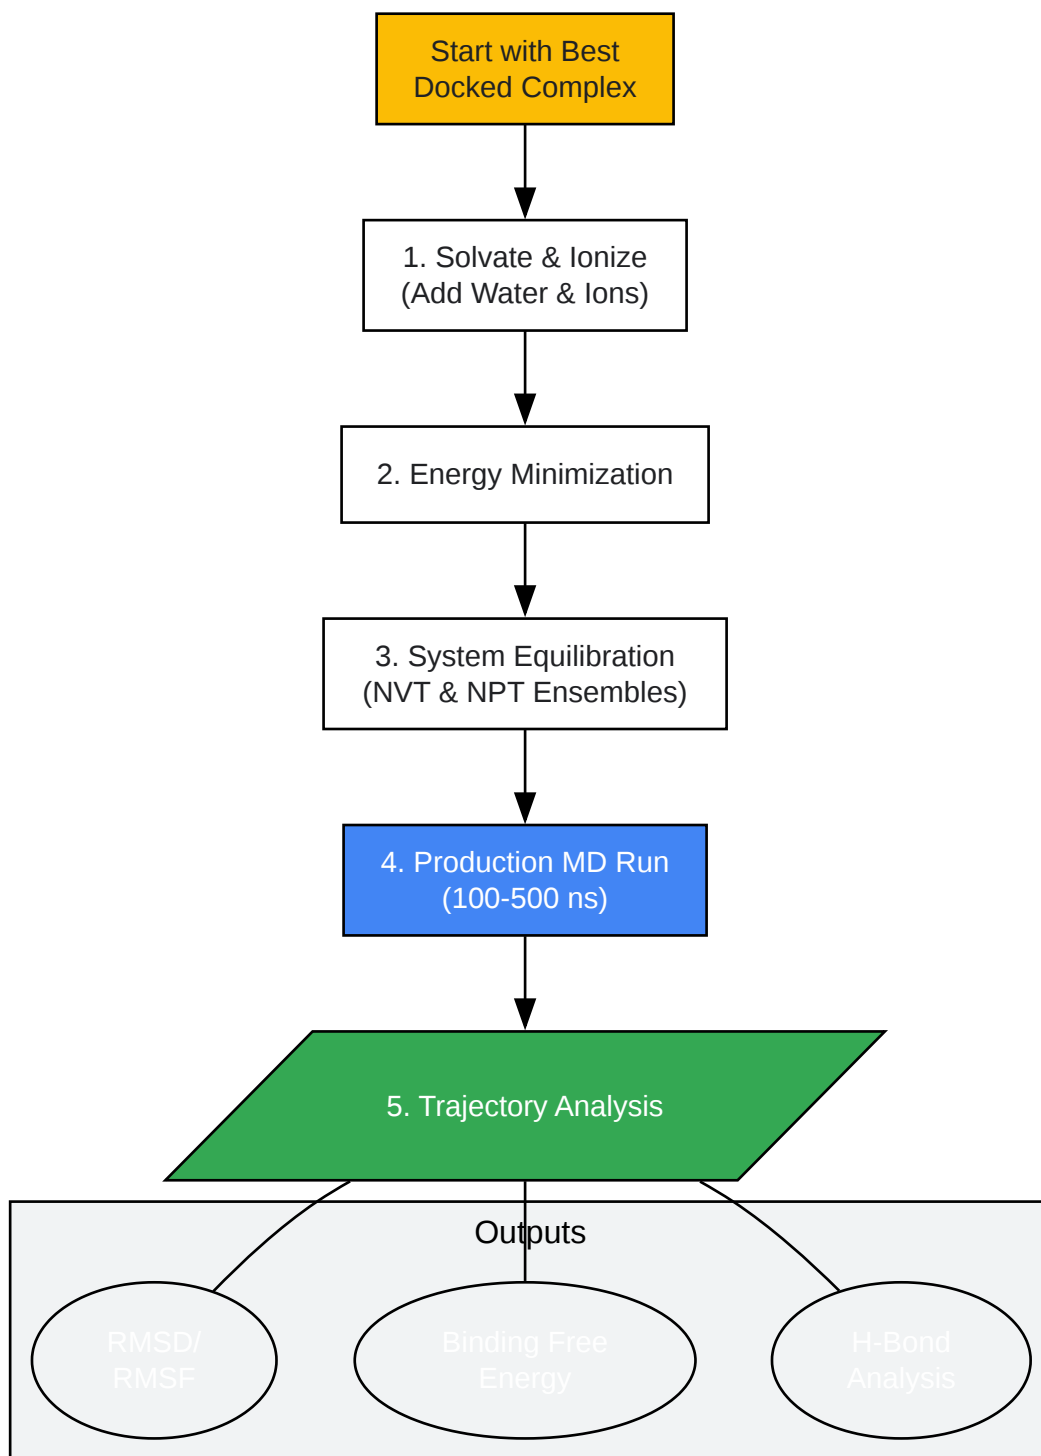 Start with Best
Docked Complex
1. Solvate & Ionize
(Add Water & Ions)
2. Energy Minimization
3. System Equilibration
(NVT & NPT Ensembles)
4. Production MD Run
(100-500 ns)
5. Trajectory Analysis
Outputs
RMSD/
RMSF
Binding Free
Energy
H-Bond
Analysis